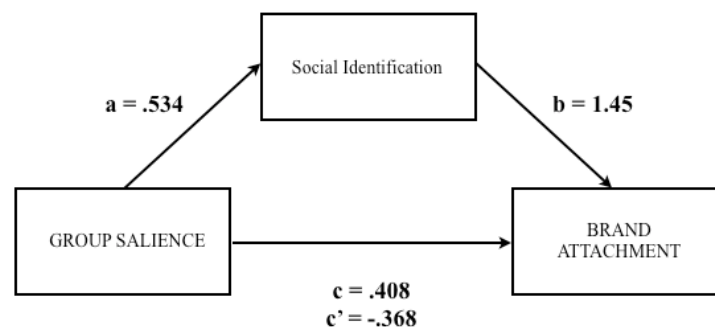 Social Identification
a = .534
b = 1.45
GROUP SALIENCE
BRAND
ATTACHMENT
c = .408
c’ = -.368